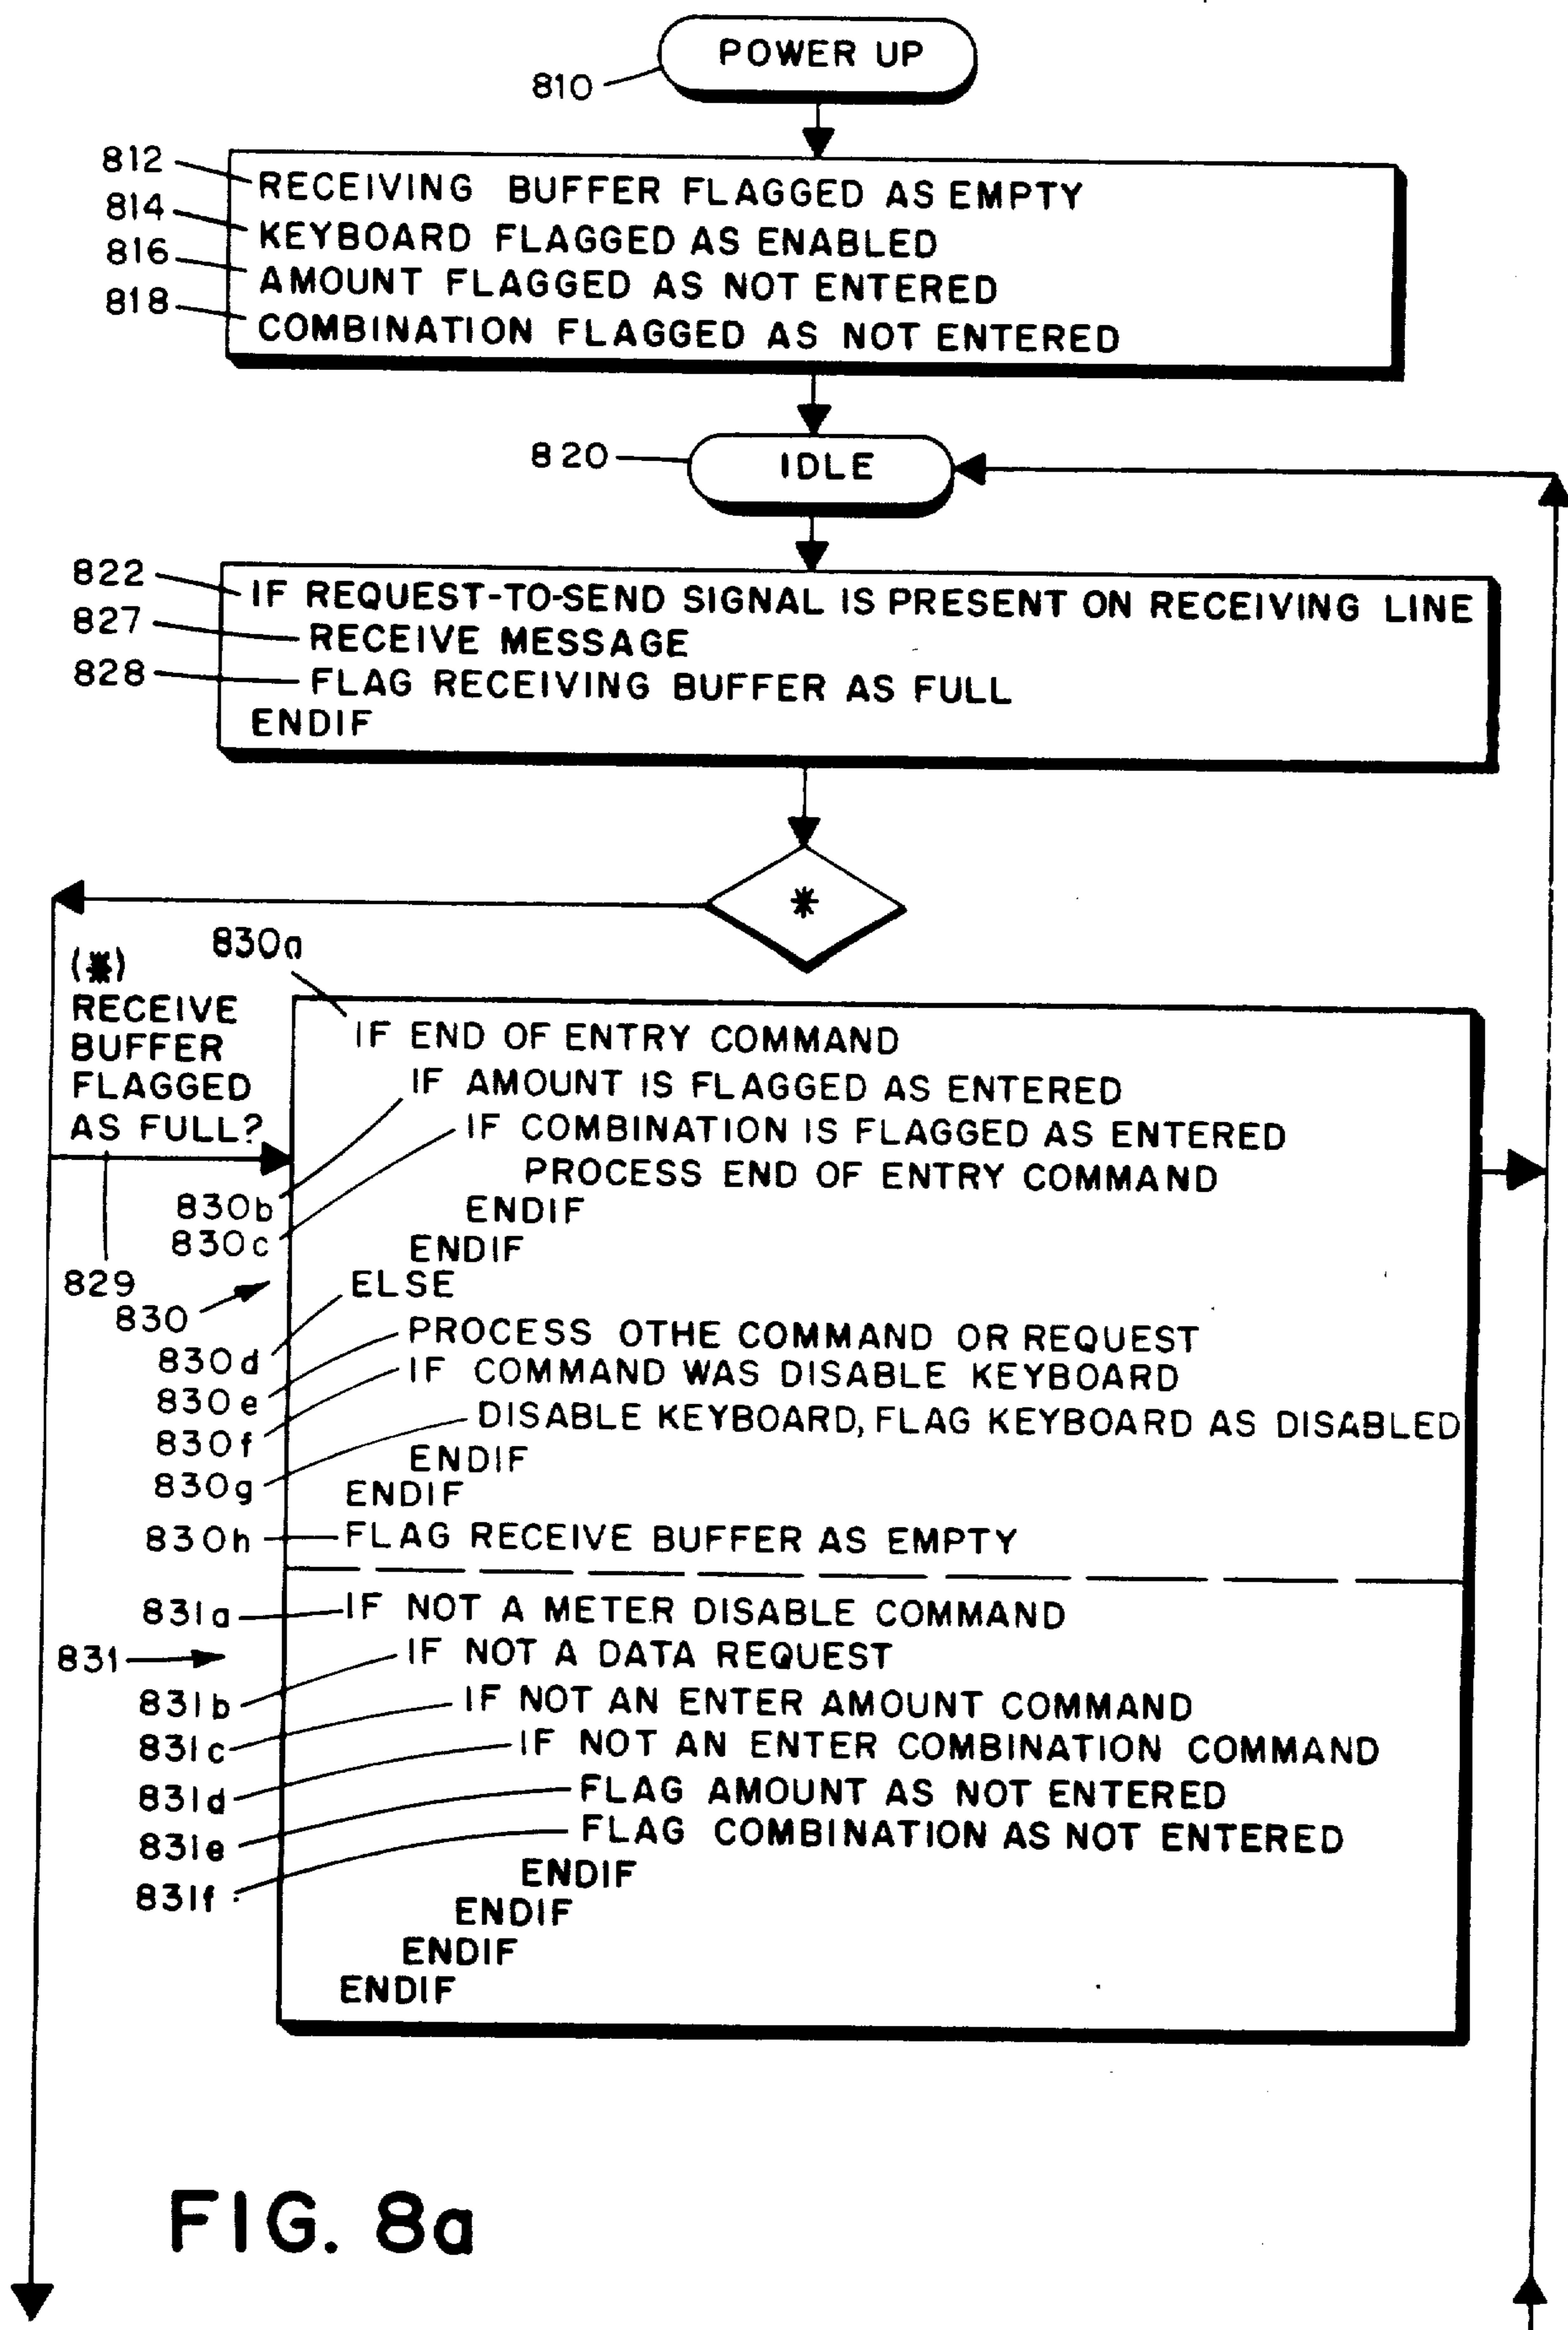 POWER UP
810
812
RECEIVING BUFFER FLAGGED AS EMPTY
814
KEYBOARD FLAGGED AS ENABLED
816
AMOUNT FLAGGED AS NOT ENTERED
818
COMBINATION FLAGGED AS NOT ENTERED
820
IDLE
822
IF REQUEST-TO-SEND SIGNAL IS PRESENT ON RECEIVING LINE
827
RECEIVE MESSAGE
828
FLAG RECEIVING BUFFER AS FULL
ENDIF
*
(*)
RECEIVE
BUFFER
FLAGGED
AS FULL?
829
830
830a
IF END OF ENTRY COMMAND
830b
IF AMOUNT IS FLAGGED AS ENTERED
830c
IF COMBINATION IS FLAGGED AS ENTERED
PROCESS END OF ENTRY COMMAND
ENDIF
ENDIF
830d
ELSE
830e
PROCESS OTHE COMMAND OR REQUEST
830f
IF COMMAND WAS DISABLE KEYBOARD
830g
DISABLE KEYBOARD, FLAG KEYBOARD AS DISABLED
ENDIF
ENDIF
830h
FLAG RECEIVE BUFFER AS EMPTY
831a
IF NOT A METER DISABLE COMMAND
831
IF NOT A DATA REQUEST
831b
IF NOT AN ENTER AMOUNT COMMAND
831c
IF NOT AN ENTER COMBINATION COMMAND
831d
FLAG AMOUNT AS NOT ENTERED
831e
FLAG COMBINATION AS NOT ENTERED
831f
ENDIF
ENDIF
ENDIF
ENDIF
FIG. 8a